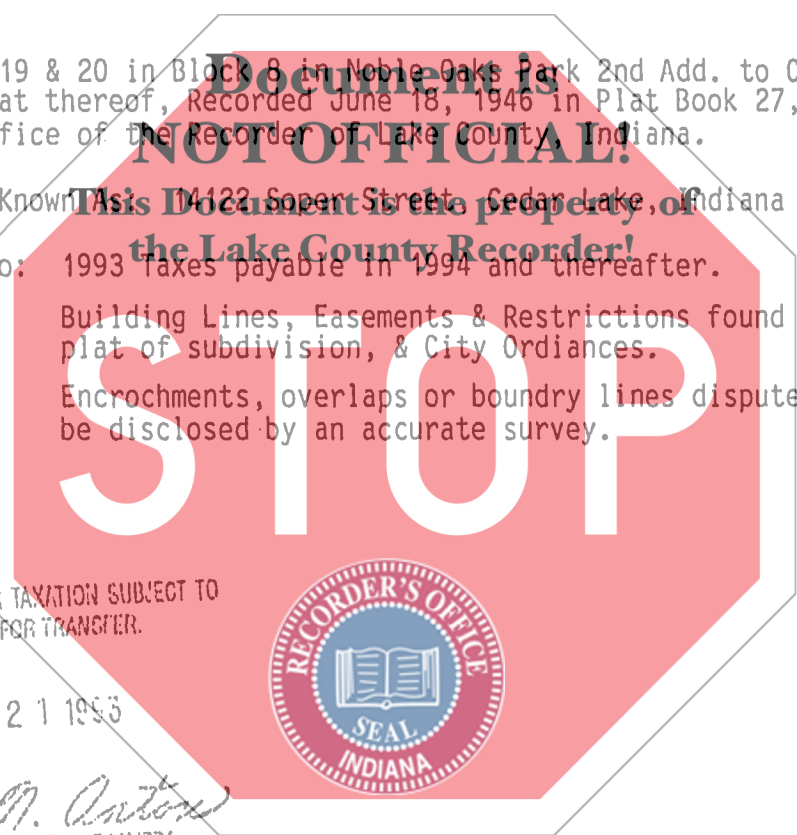 19 & 20 in Block 8 in Noble Oaks Park 2nd Add. to C
at thereof, Recorded June 18, 1946 in Plat Book 27,
fice of the Recorder of Lake County, Indiana.
Known As: 14122 Soper Street, Cedar Lake, Indiana
o: 1993 Taxes payable in 1994 and thereafter.
Building Lines, Easements & Restrictions found
plat of subdivision, & City Ordiances.
Encrochments, overlaps or boundry lines dispute
be disclosed by an accurate survey.
Document is
NOT OFFICIAL!
This Document is the property of
the Lake County Recorder!
STOP
TAXATION SUBJECT TO
FOR TRANSFER.
2 1 1993
RECORDER'S OFFICE
SEAL
INDIANA
N. Anton